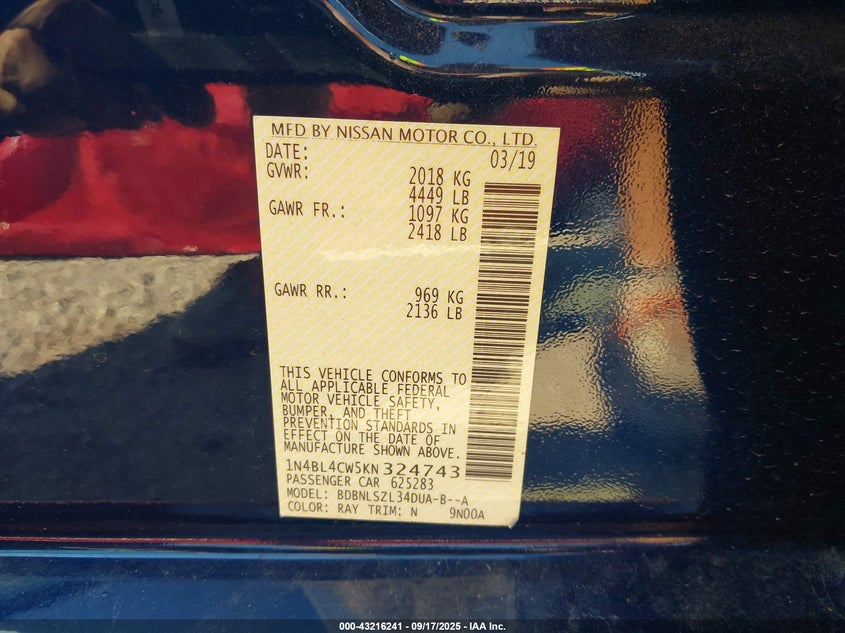 MFD BY NISSAN MOTOR CO., LTD.
DATE: 03/19
GVWR: 2018 KG
4449 LB
GAWR FR.: 1097 KG
2418 LB
GAWR RR.: 969 KG
2136 LB
THIS VEHICLE CONFORMS TO
ALL APPLICABLE FEDERAL
MOTOR VEHICLE SAFETY,
BUMPER, AND THEFT
PREVENTION STANDARDS IN
EFFECT ON THE DATE OF
MANUFACTURE SHOWN ABOVE.
1N4BL4CW5KN324743
PASSENGER CAR 625283
MODEL: BDBNLSZL34DUA-B--A
COLOR: RAY TRIM: N 9N00A
000-43216241 - 09/17/2025 - IAA Inc.